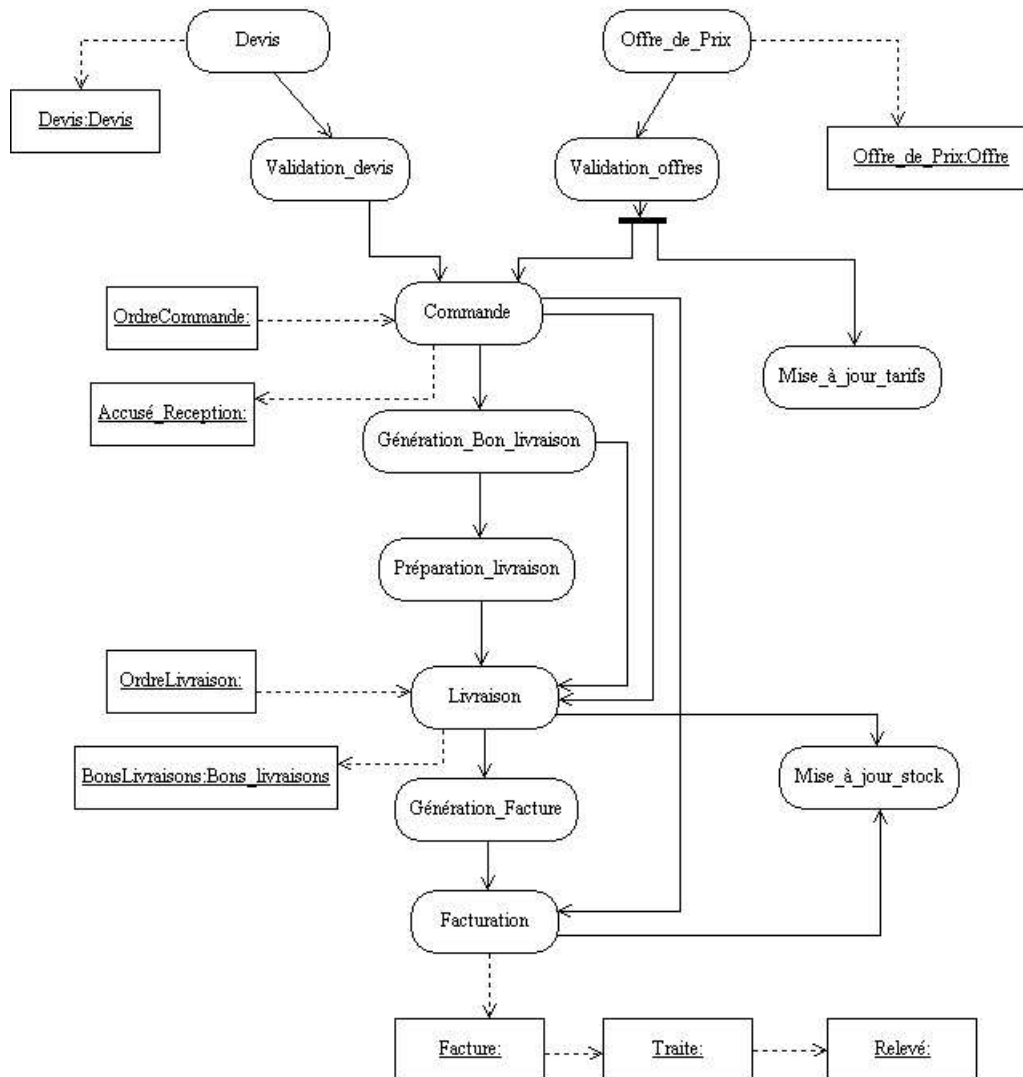 Devis
Offre_de_Prix
Devis:Devis
Validation_devis
Validation_offres
Offre_de_Prix:Offre
OrdreCommande:
Commande
Mise_à_jour_tarifs
Accusé_Reception:
Génération_Bon_livraison
Préparation_livraison
OrdreLivraison:
Livraison
BonsLivraisons:Bons_livraisons
Mise_à_jour_stock
Génération_Facture
Facturation
Facture:
Traite:
Relevé: